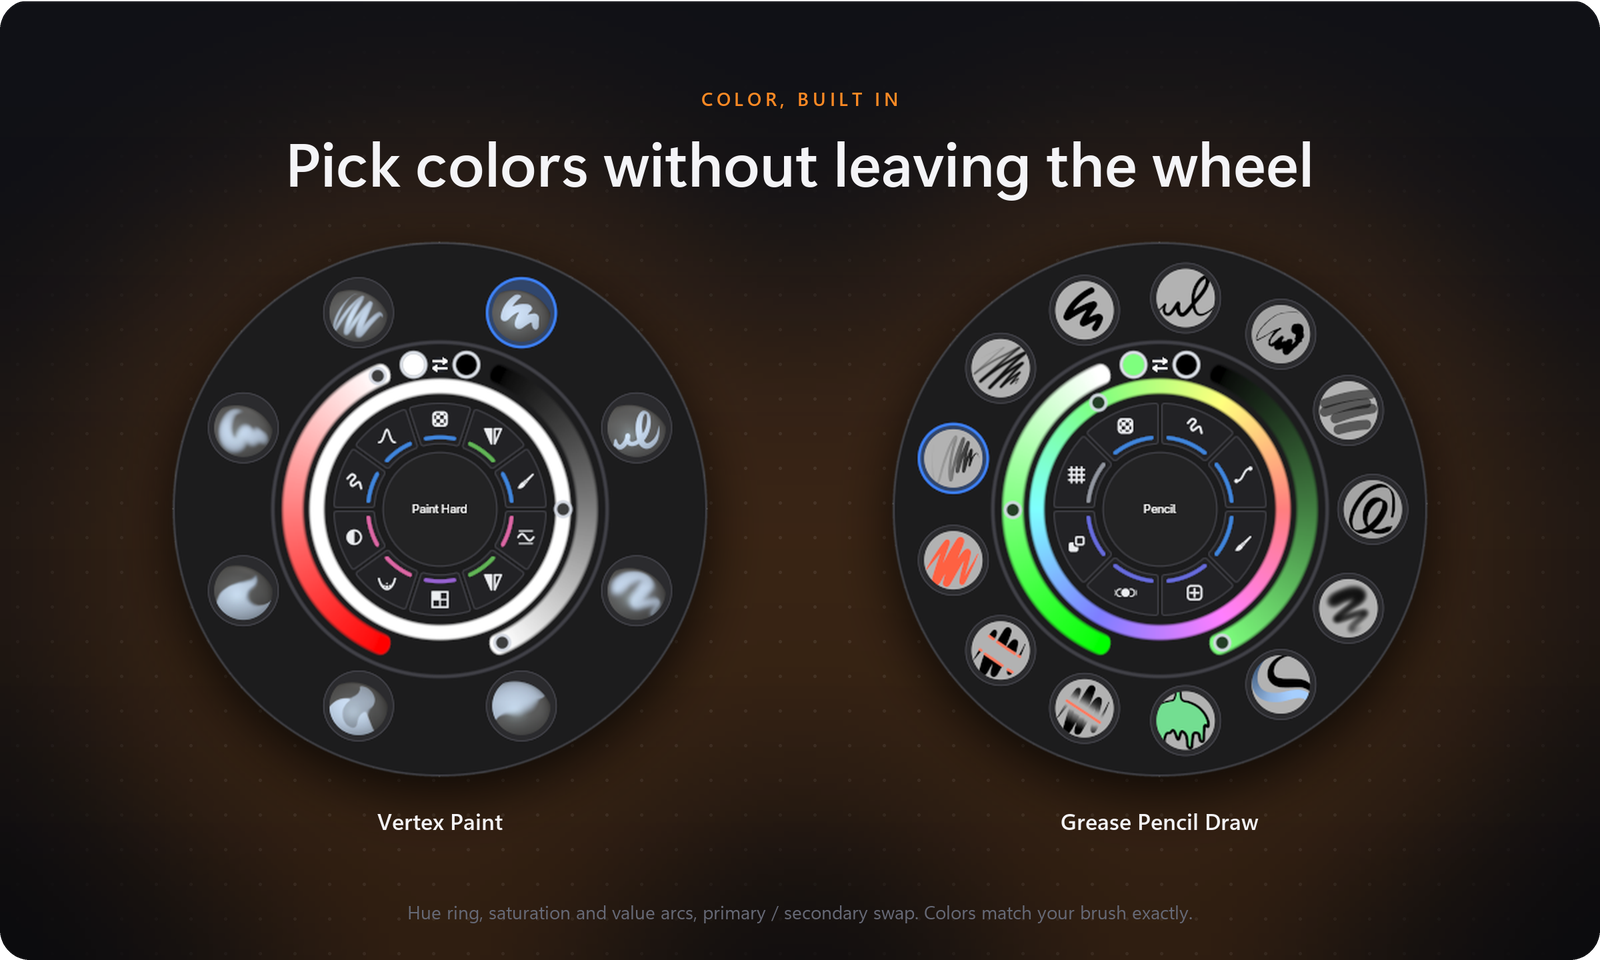 COLOR, BUILT IN
Pick colors without leaving the wheel
Paint Hard
Pencil
Vertex Paint
Grease Pencil Draw
Hue ring, saturation and value arcs, primary / secondary swap. Colors match your brush exactly.